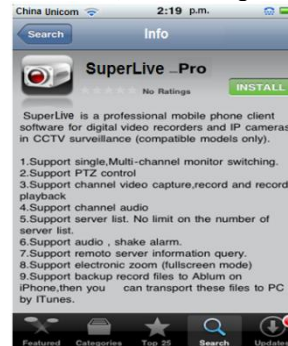 China Unicom 2:19 p.m.
Search Info
SuperLive Pro
No Ratings INSTALL
SuperLive is a professional mobile phone client
software for digital video recorders and IP cameras
in CCTV surveillance (compatible models only).
1.Support single,Multi-channel monitor switching.
2.Support PTZ control
3.Support channel video capture,record and record
playback
4.Support channel audio
5.Support server list. No limit on the number of
server list.
6.Support audio , shake alarm.
7.Support remoto server information query.
8.Support electronic zoom (fullscreen mode)
9.Support backup record files to Ablum on
iPhone,then you can transport these files to PC
by ITunes.
Featured Categories Top 25 Search Updates